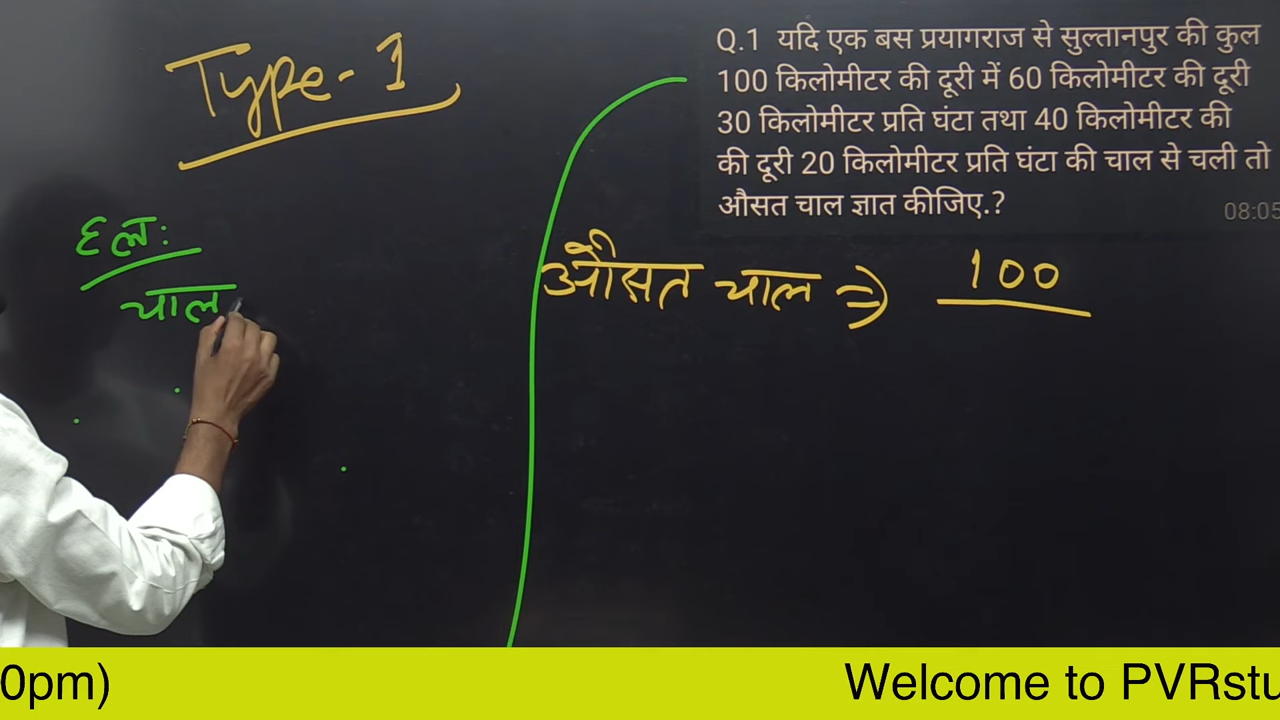 Type-1
Q.1 यदि एक बस प्रयागराज से सुल्तानपुर की कुल
100 किलोमीटर की दूरी में 60 किलोमीटर की दूरी
30 किलोमीटर प्रति घंटा तथा 40 किलोमीटर की
की दूरी 20 किलोमीटर प्रति घंटा की चाल से चली तो
औसत चाल ज्ञात कीजिए.?
08:05
हल:
चाल
औसत चाल ⇒ 100
0pm) Welcome to PVRstu